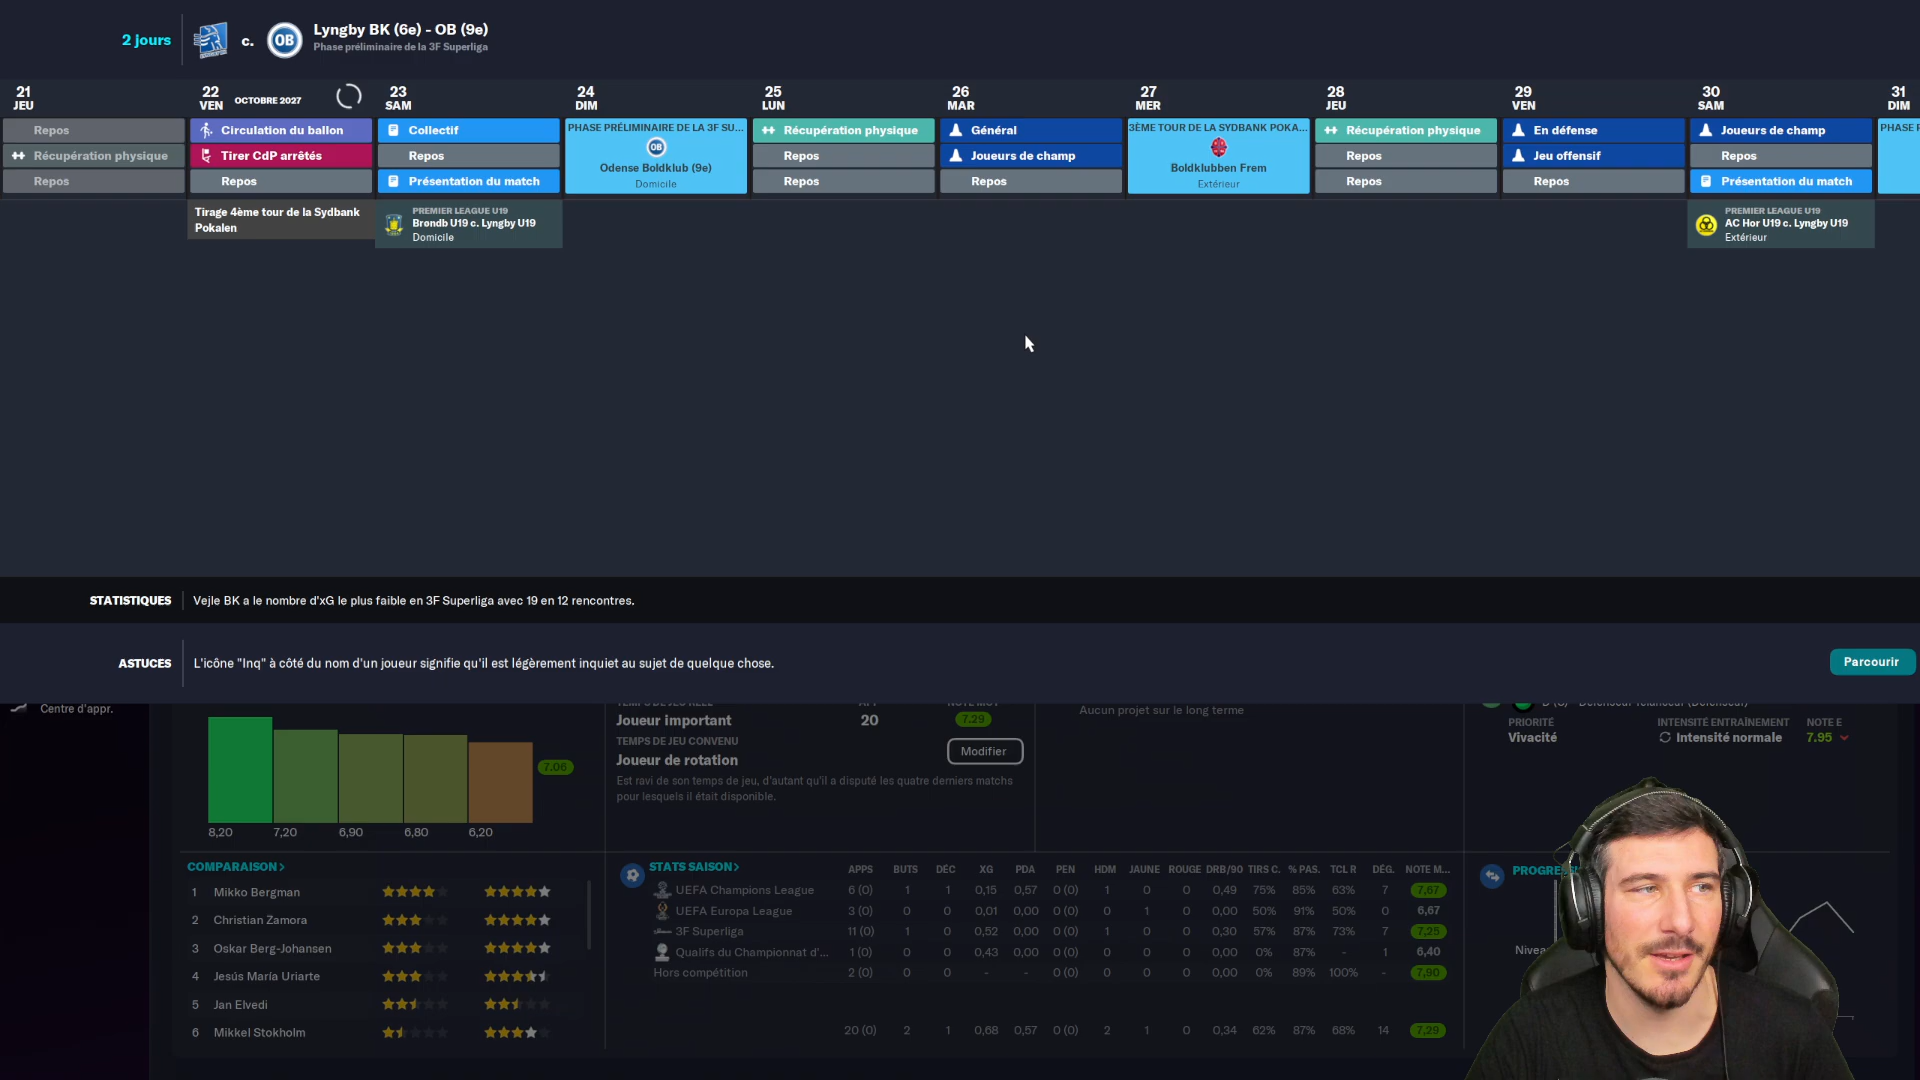 2 jours
c.
OB
Lyngby BK (6e) - OB (9e)
Phase préliminaire de la 3F Superliga
21
JEU
22
VEN
OCTOBRE 2027
23
SAM
24
DIM
25
LUN
26
MAR
27
MER
28
JEU
29
VEN
30
SAM
31
DIM
Repos
Récupération physique
Repos
Circulation du ballon
Tirer CdP arrêtés
Repos
Collectif
Repos
Présentation du match
PHASE PRÉLIMINAIRE DE LA 3F SU...
OB
Odense Boldklub (9e)
Domicile
Récupération physique
Repos
Repos
Général
Joueurs de champ
Repos
3ÈME TOUR DE LA SYDBANK POKA...
Boldklubben Frem
Extérieur
Récupération physique
Repos
Repos
En défense
Jeu offensif
Repos
Joueurs de champ
Repos
Présentation du match
PHASE P
Tirage 4ème tour de la Sydbank
Pokalen
PREMIER LEAGUE U19
Brondb U19 c. Lyngby U19
Domicile
PREMIER LEAGUE U19
AC Hor U19 c. Lyngby U19
Extérieur
STATISTIQUES
Vejle BK a le nombre d'xG le plus faible en 3F Superliga avec 19 en 12 rencontres.
ASTUCES
L'icône "Inq" à côté du nom d'un joueur signifie qu'il est légèrement inquiet au sujet de quelque chose.
Parcourir
Centre d'appr.
8,20
7,20
6,90
6,80
6,20
7.06
Joueur important
20
7.29
TEMPS DE JEU CONVENU
Joueur de rotation
Modifier
Est ravi de son temps de jeu, d'autant qu'il a disputé les quatre derniers matchs
pour lesquels il était disponible.
Aucun projet sur le long terme
PRIORITÉ
Vivacité
INTENSITÉ ENTRAÎNEMENT
Intensité normale
NOTE E
7.95
COMPARAISON>
1 Mikko Bergman
2 Christian Zamora
3 Oskar Berg-Johansen
4 Jesús María Uriarte
5 Jan Elvedi
6 Mikkel Stokholm
STATS SAISON> APPS BUTS DÉC XG PDA PEN HDM JAUNE ROUGE DRB/90 TIRS C. % PAS. TCL R DÉG. NOTE M...
UEFA Champions League 6 (0) 1 1 0,15 0,57 0 (0) 1 0 0 0,49 75% 85% 63% 7 7,67
UEFA Europa League 3 (0) 0 0 0,01 0,00 0 (0) 0 1 0 0,00 50% 91% 50% 0 6,67
3F Superliga 11 (0) 1 0 0,52 0,00 0 (0) 1 0 0 0,30 57% 87% 73% 7 7,25
Qualifs du Championnat d'... 1 (0) 0 0 0,43 0,00 0 (0) 0 0 0 0,00 0% 87% - 1 6,40
Hors compétition 2 (0) 0 0 - - 0 (0) 0 0 0 0,00 0% 89% 100% - 7,90
20 (0) 2 1 0,68 0,57 0 (0) 2 1 0 0,34 62% 87% 68% 14 7,29
PROGRES
Nivea